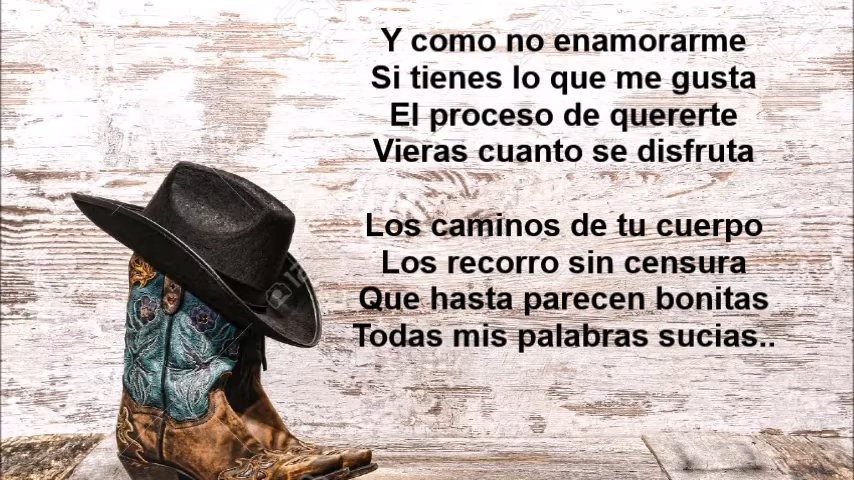 Y como no enamorarme
Si tienes lo que me gusta
El proceso de quererte
Vieras cuanto se disfruta
Los caminos de tu cuerpo
Los recorro sin censura
Que hasta parecen bonitas
Todas mis palabras sucias..